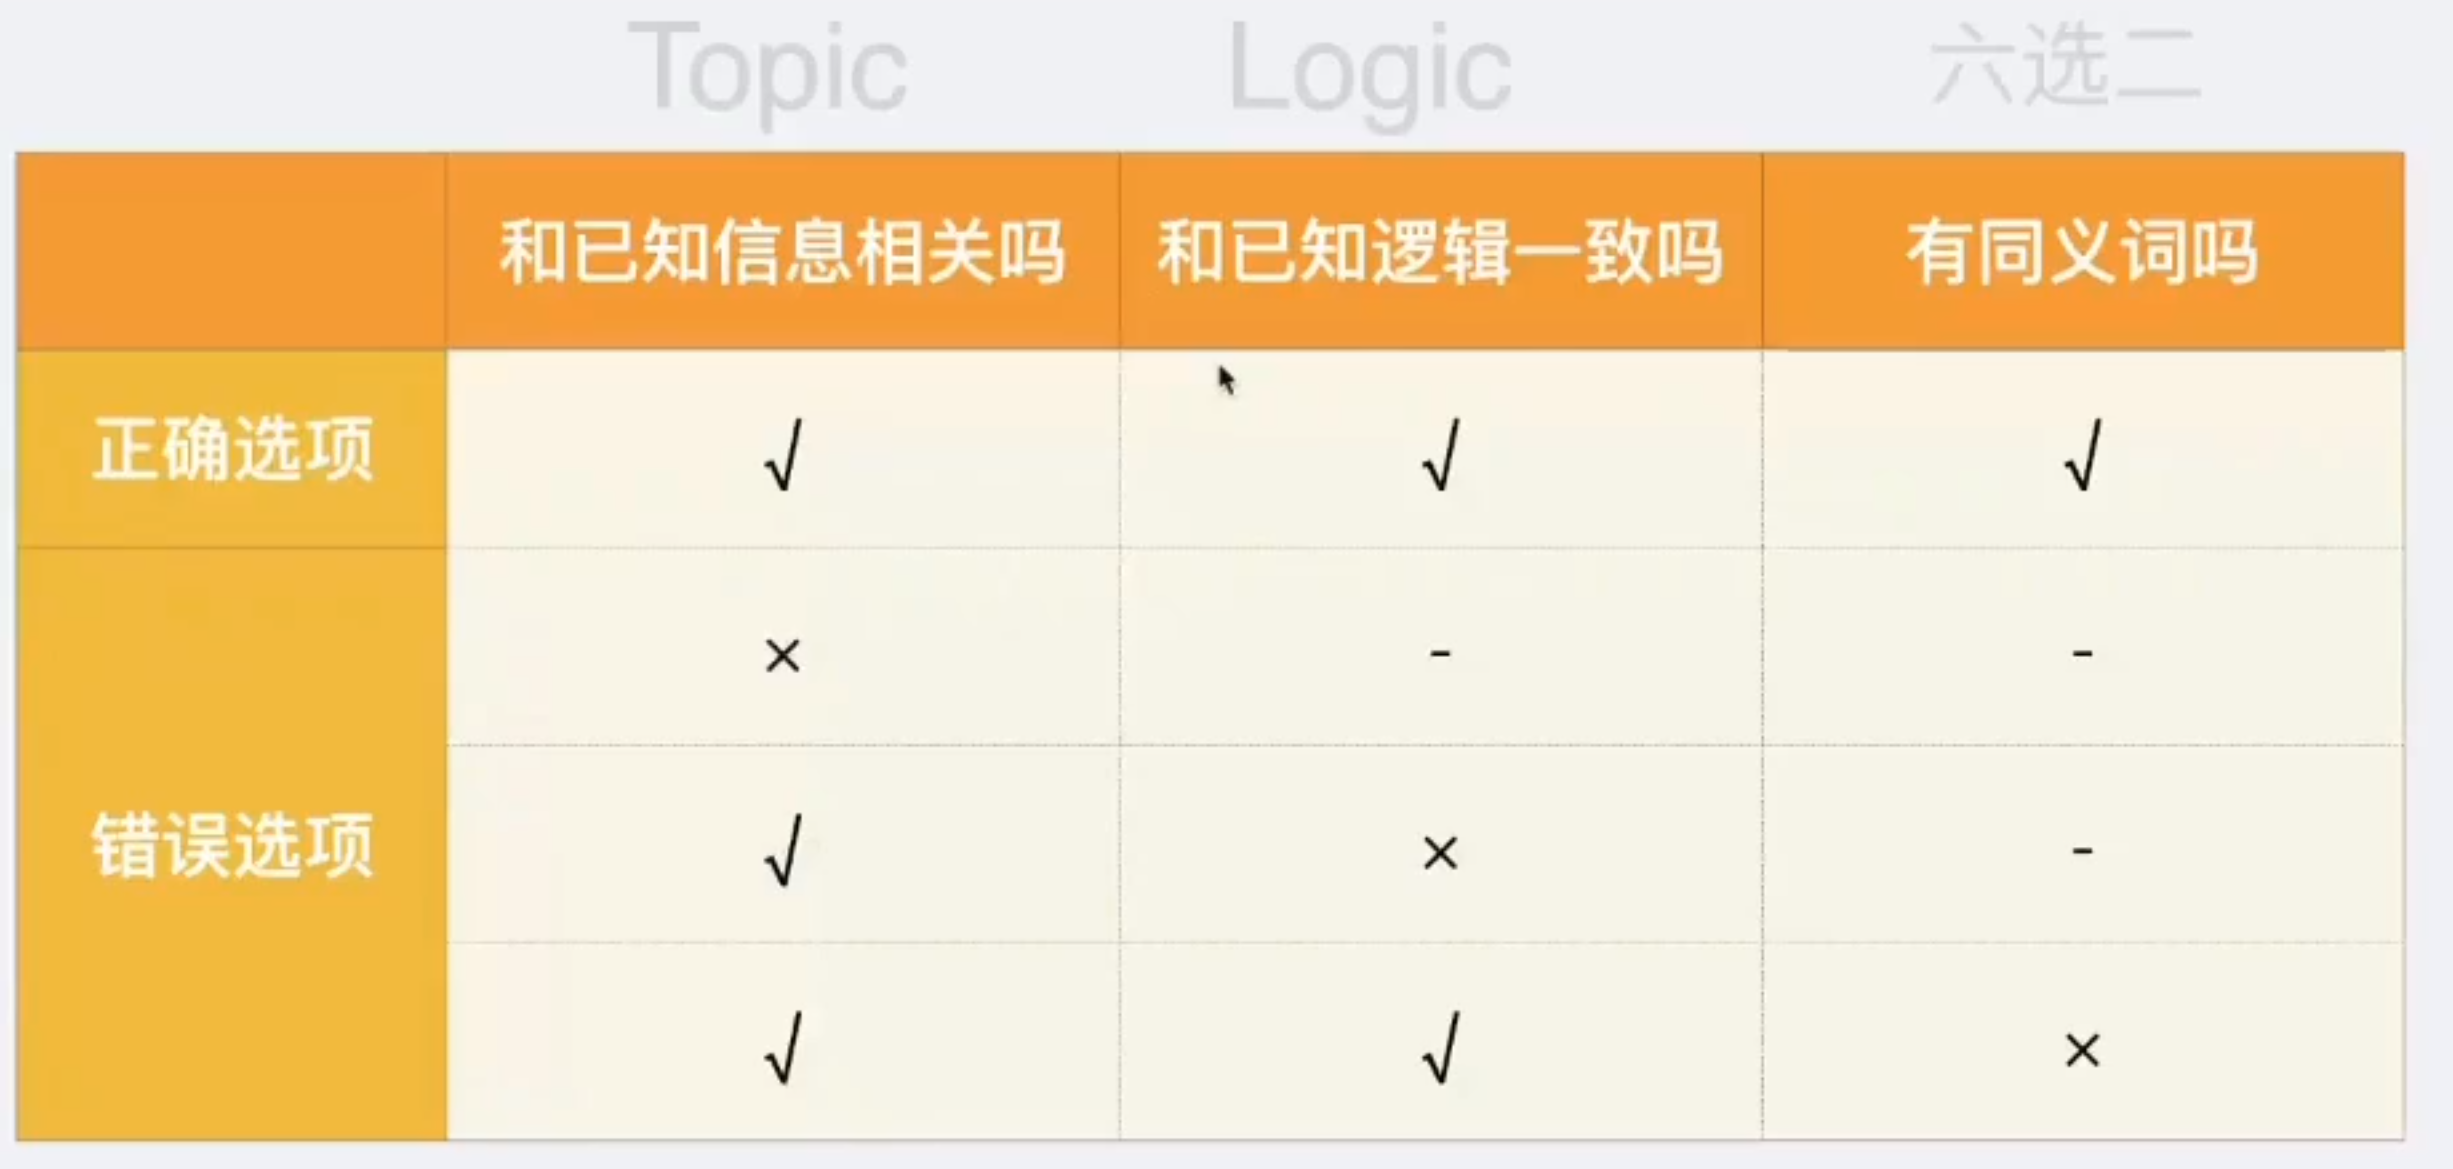 Topic Logic 六选二
和已知信息相关吗 和已知逻辑一致吗 有同义词吗
正确选项 √ √ √
× - -
错误选项 √ × -
√ √ ×